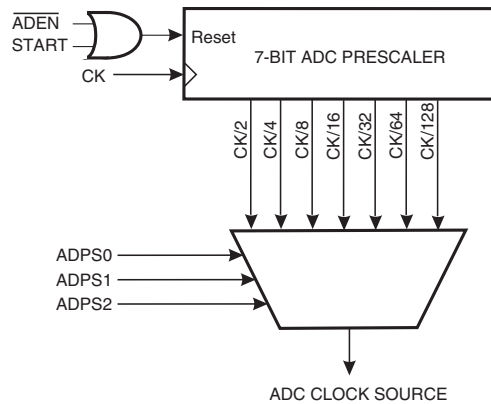 ADEN
START
Reset
7-BIT ADC PRESCALER
CK
CK/2
CK/4
CK/8
CK/16
CK/32
CK/64
CK/128
ADPS0
ADPS1
ADPS2
ADC CLOCK SOURCE